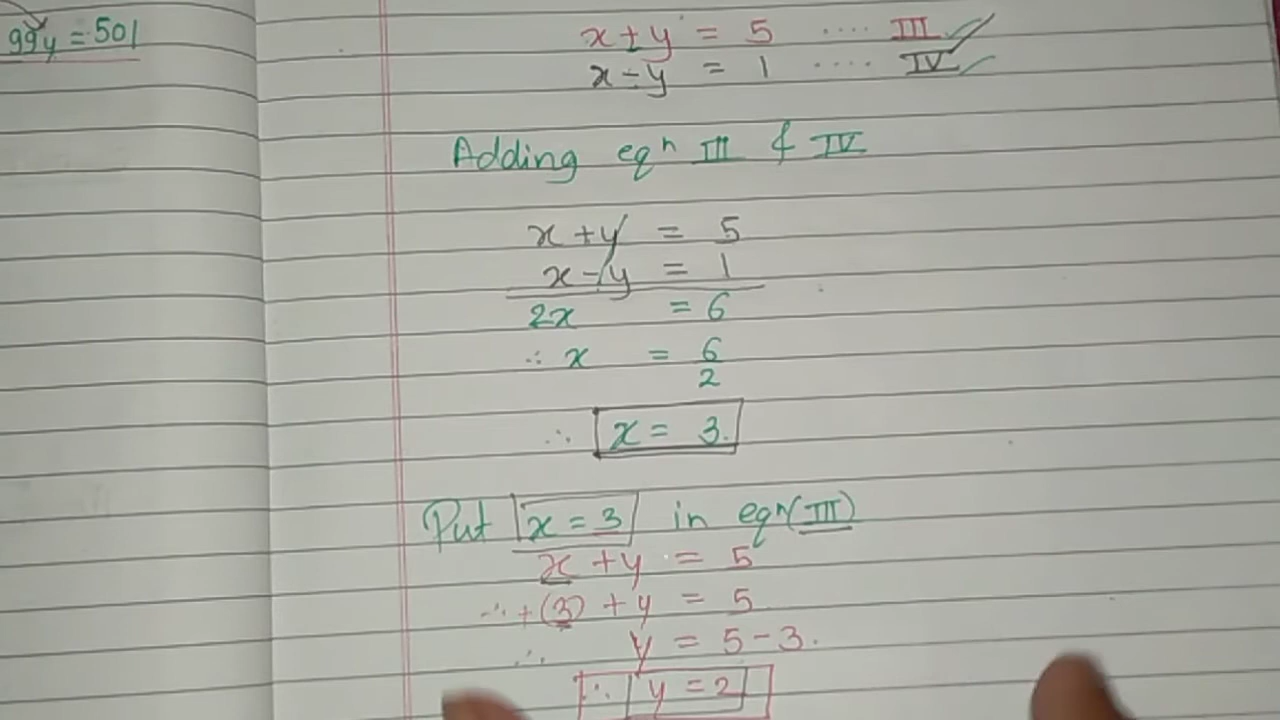 99y = 501
x + y = 5 .... III
x - y = 1 .... IV
Adding eqn III & IV
x + y = 5
x - y = 1
2x = 6
∴ x = 6
2
∴ x = 3.
Put x = 3 in eqn (III)
x + y = 5
∴ + (3) + y = 5
∴ y = 5 - 3.
∴ y = 2